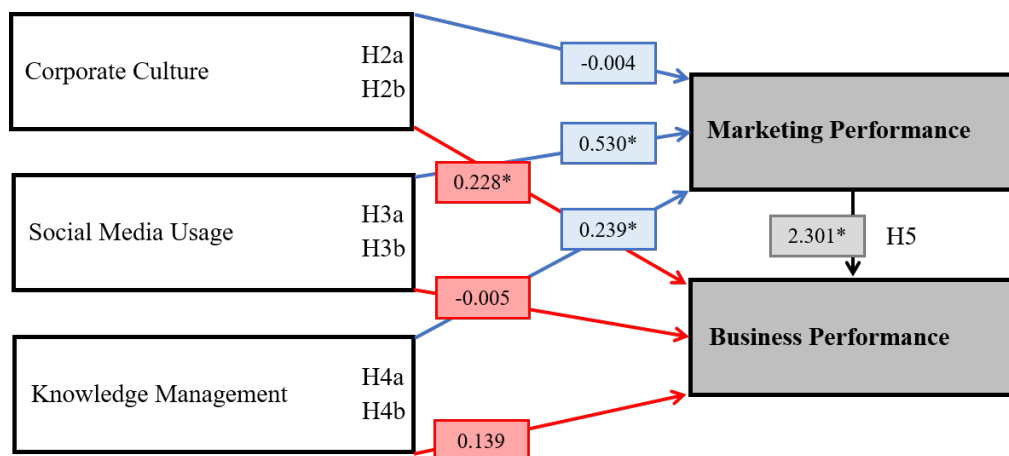 Corporate Culture
H2a
H2b
-0.004
Marketing Performance
0.530*
0.228*
Social Media Usage
H3a
H3b
0.239*
2.301*
H5
-0.005
Business Performance
Knowledge Management
H4a
H4b
0.139